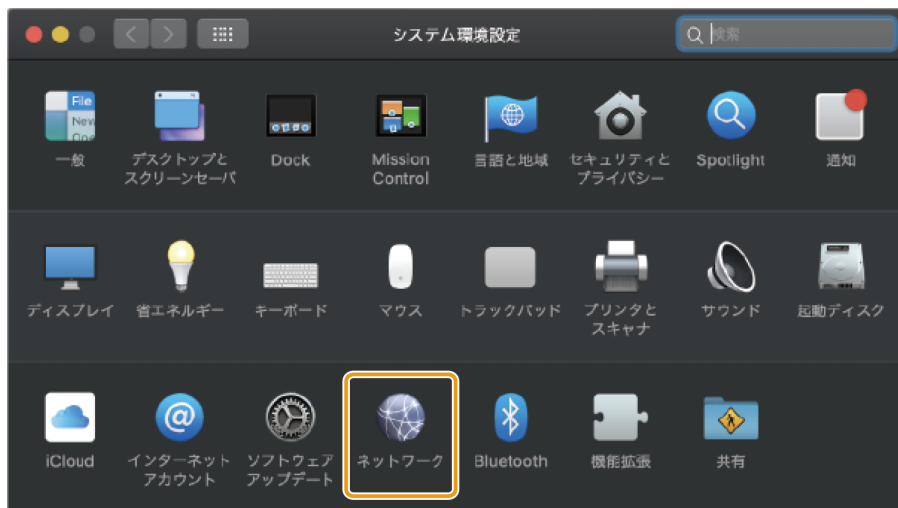 システム環境設定
検索
File
New
Ope
一般
デスクトップと
スクリーンセーバ
Dock
Mission
Control
言語と地域
セキュリティと
プライバシー
Spotlight
通知
ディスプレイ
省エネルギー
キーボード
マウス
トラックパッド
プリンタと
スキャナ
サウンド
起動ディスク
iCloud
インターネット
アカウント
ソフトウェア
アップデート
ネットワーク
Bluetooth
機能拡張
共有